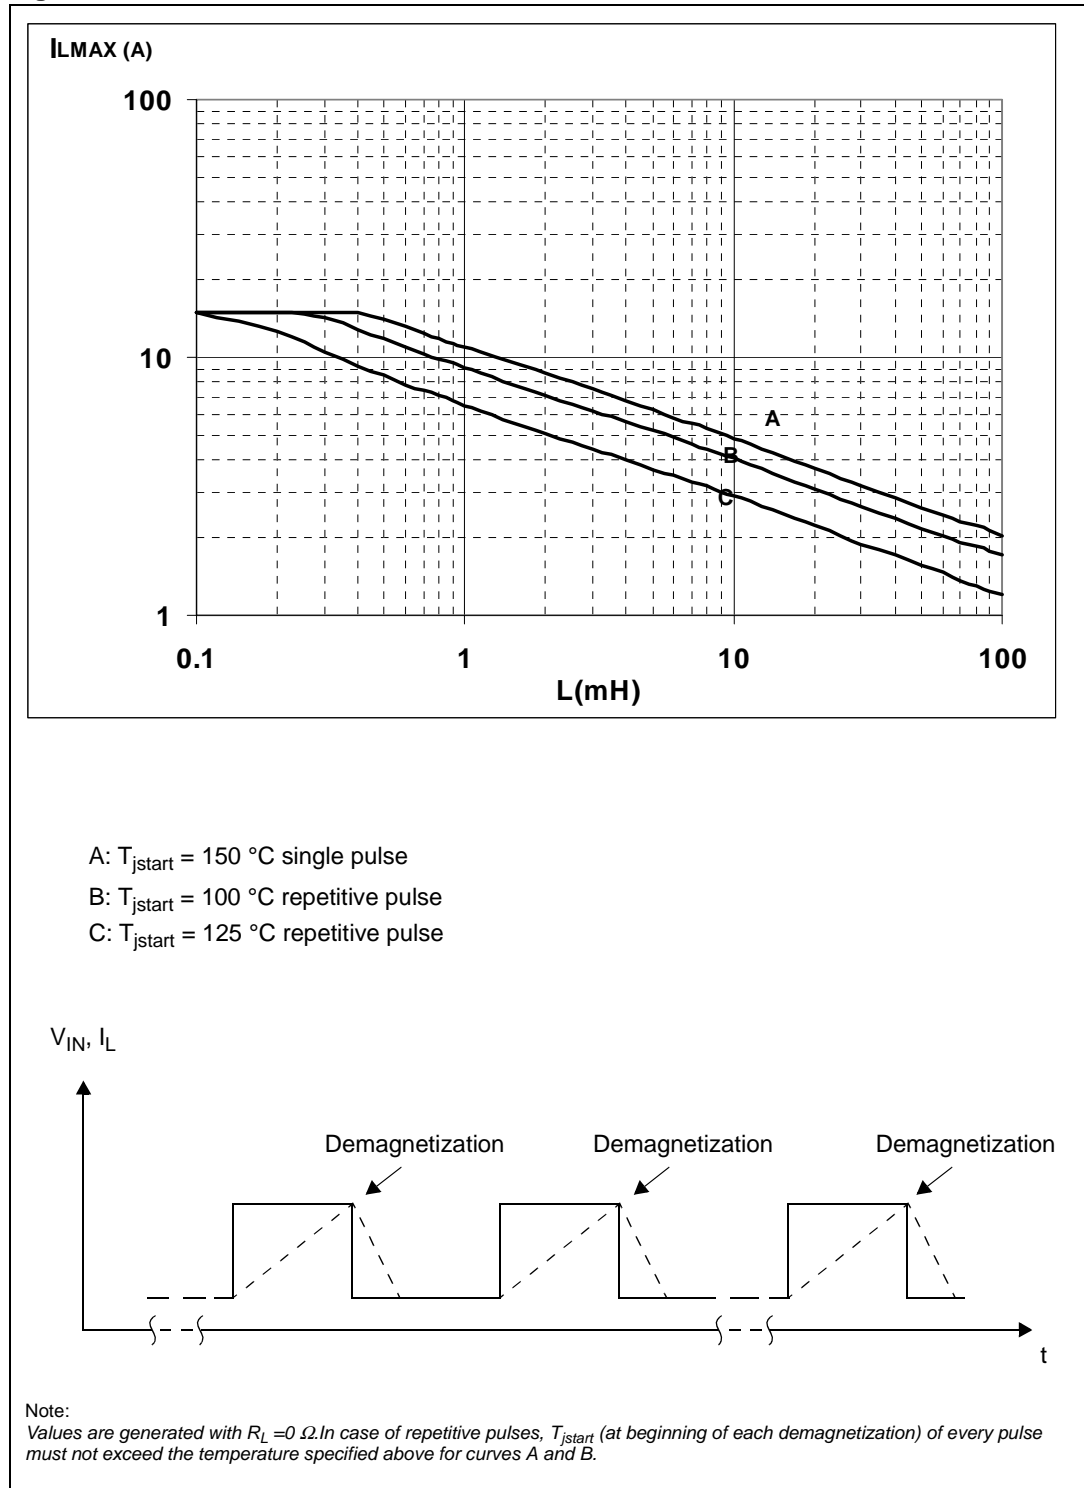 ILMAX (A)
100
10
1
0.1 1 10 100
L(mH)
A
B
C
A: Tjstart = 150 °C single pulse
B: Tjstart = 100 °C repetitive pulse
C: Tjstart = 125 °C repetitive pulse
VIN, IL
Demagnetization Demagnetization Demagnetization
t
Note:
Values are generated with RL =0 Ω.In case of repetitive pulses, Tjstart (at beginning of each demagnetization) of every pulse
must not exceed the temperature specified above for curves A and B.